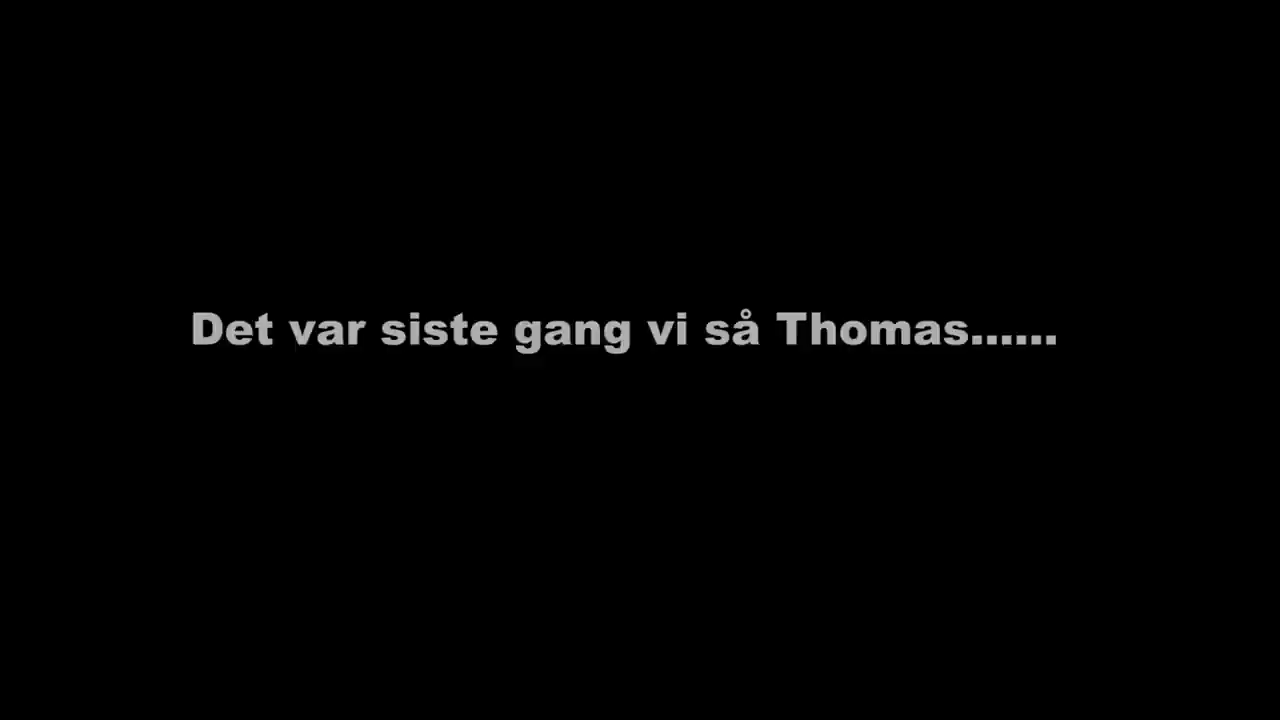 Det var siste gang vi så Thomas......